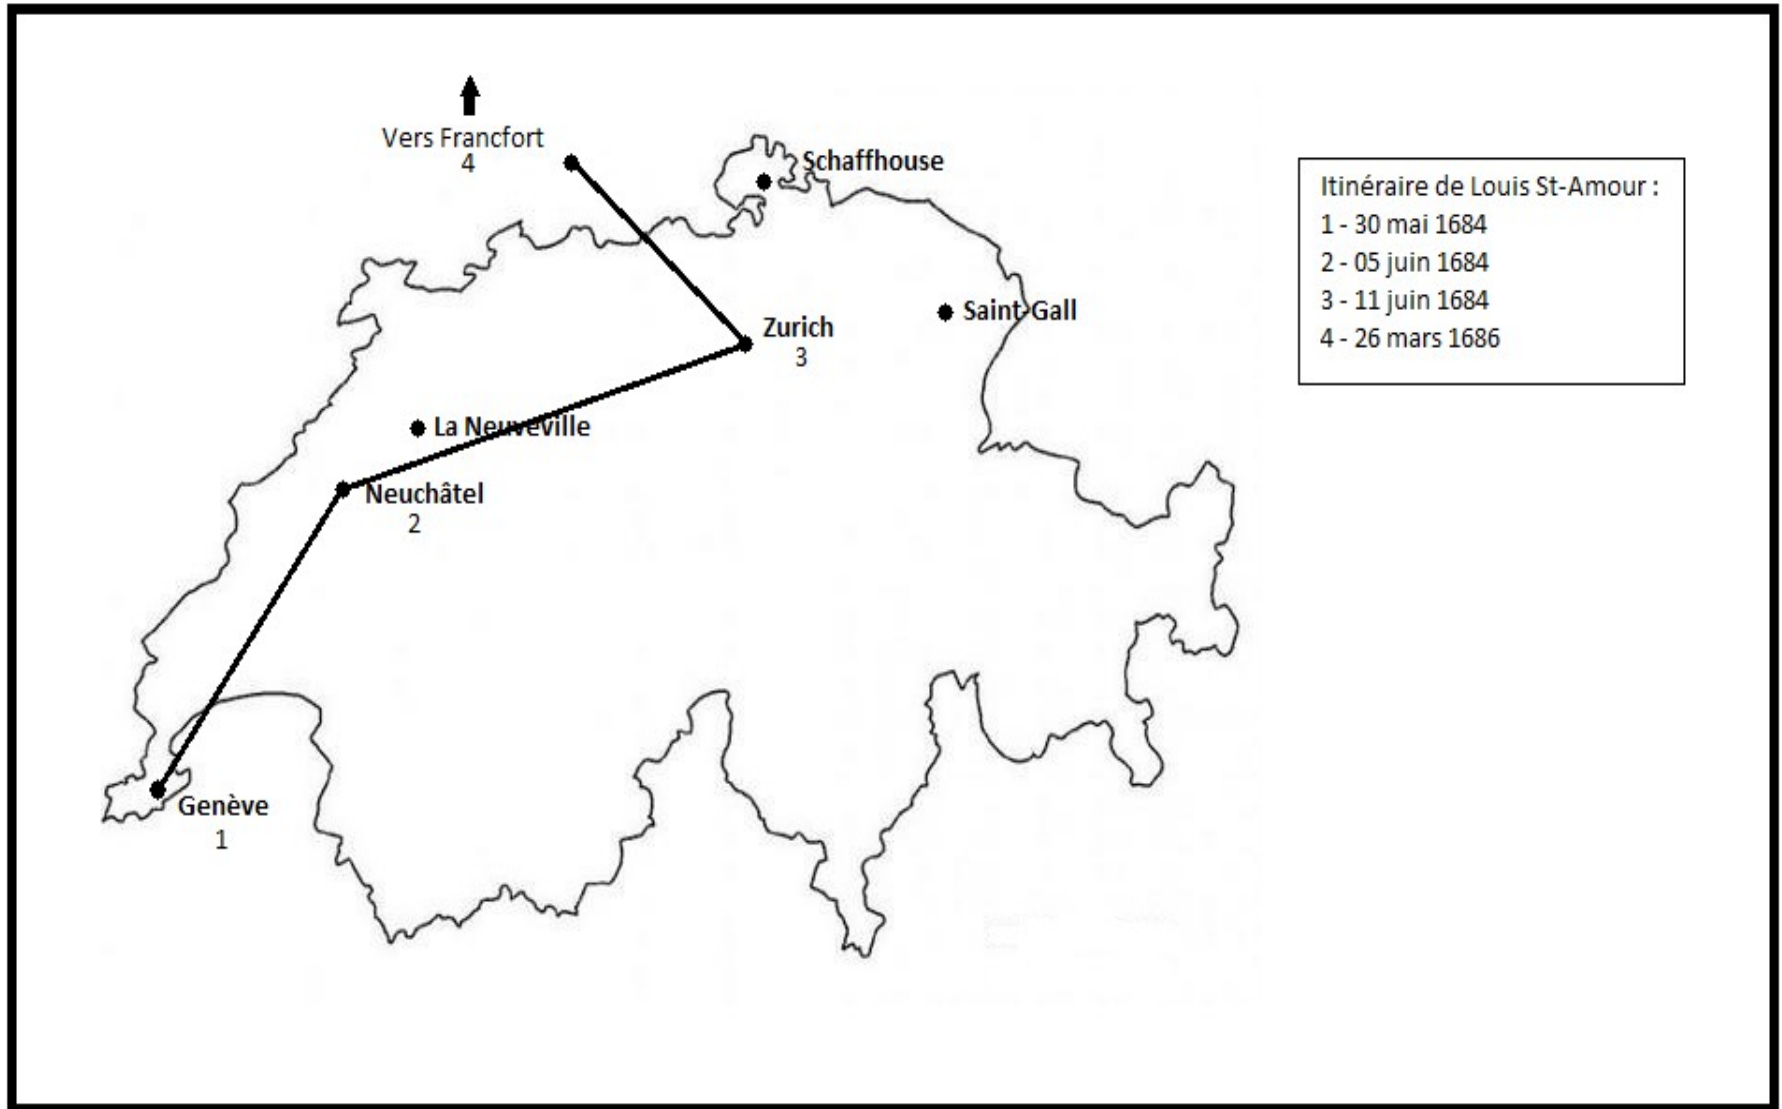 Vers Francfort
4
Schaffhouse
Zurich
3
Saint-Gall
La Neuveville
Neuchâtel
2
Genève
1
Itinéraire de Louis St-Amour :
1 - 30 mai 1684
2 - 05 juin 1684
3 - 11 juin 1684
4 - 26 mars 1686